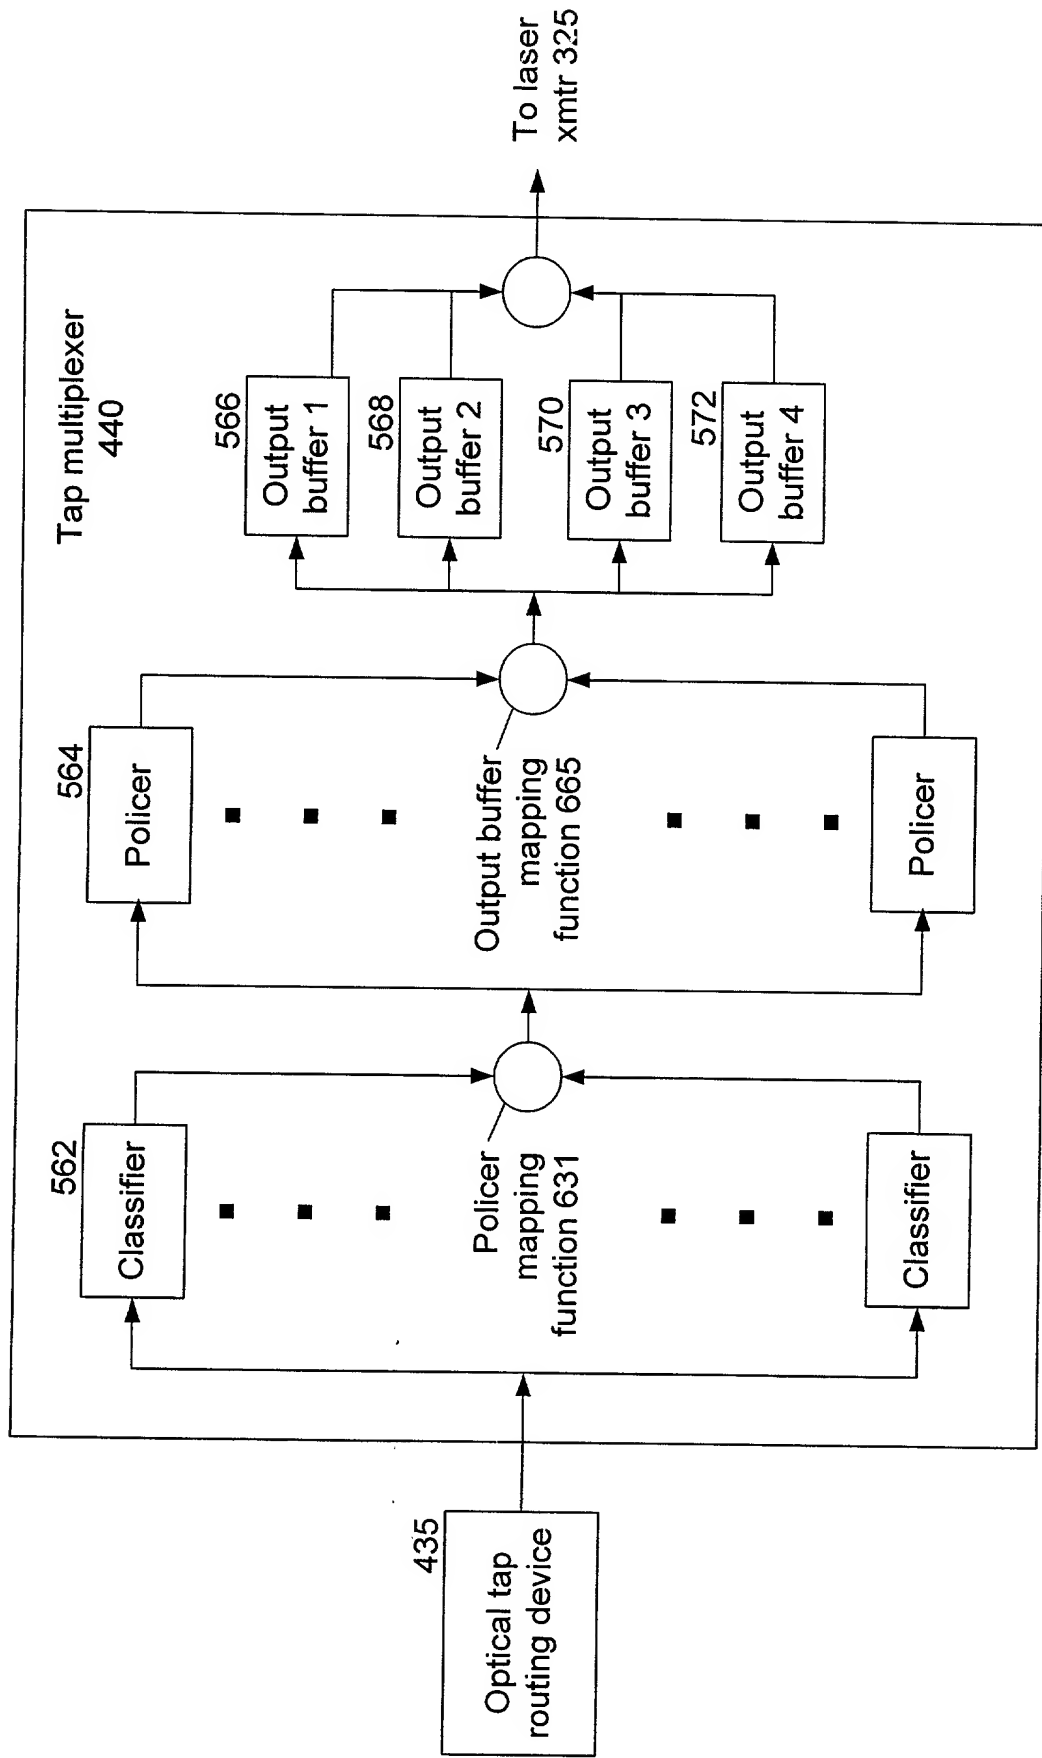 Tap multiplexer
440
435
Optical tap
routing device
562
Classifier
Classifier
Policer
mapping
function 631
564
Policer
Policer
Output buffer
mapping
function 665
566
Output
buffer 1
568
Output
buffer 2
570
Output
buffer 3
572
Output
buffer 4
To laser
xmtr 325